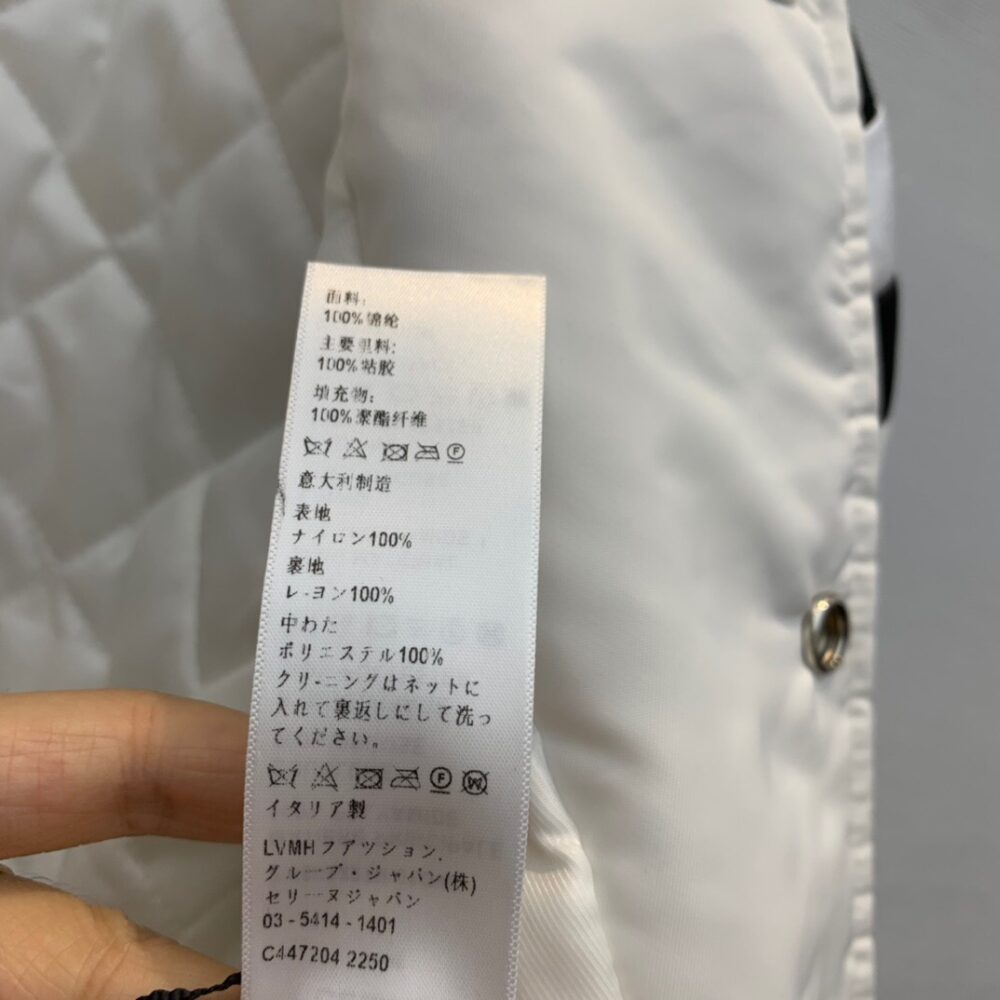 面料:
100%锦纶
主要里料:
100%粘胶
填充物:
100%聚酯纤维
F
意大利制造
表地
ナイロン100%
裏地
レーヨン100%
中わた
ポリエステル100%
クリーニングはネットに
入れて裏返しにして洗っ
てください。
F W
イタリア製
LVMHファッション.
グループ・ジャパン(株)
セリーヌジャパン
03-5414-1401
C447204 2250